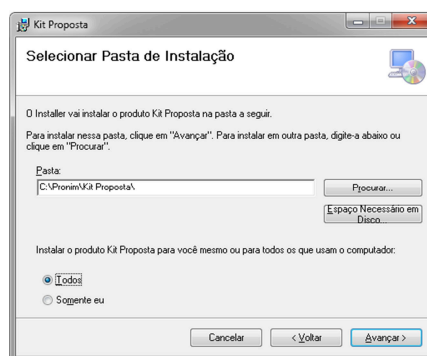 Kit Proposta
Selecionar Pasta de Instalação
O Installer vai instalar o produto Kit Proposta na pasta a seguir.
Para instalar nessa pasta, clique em "Avançar". Para instalar em outra pasta, digite-a abaixo ou
clique em "Procurar".
Pasta:
C:\Pronim\Kit Proposta\
Procurar...
Espaço Necessário em
Disco...
Instalar o produto Kit Proposta para você mesmo ou para todos os que usam o computador:
Todos
Somente eu
Cancelar
< Voltar
Avançar >